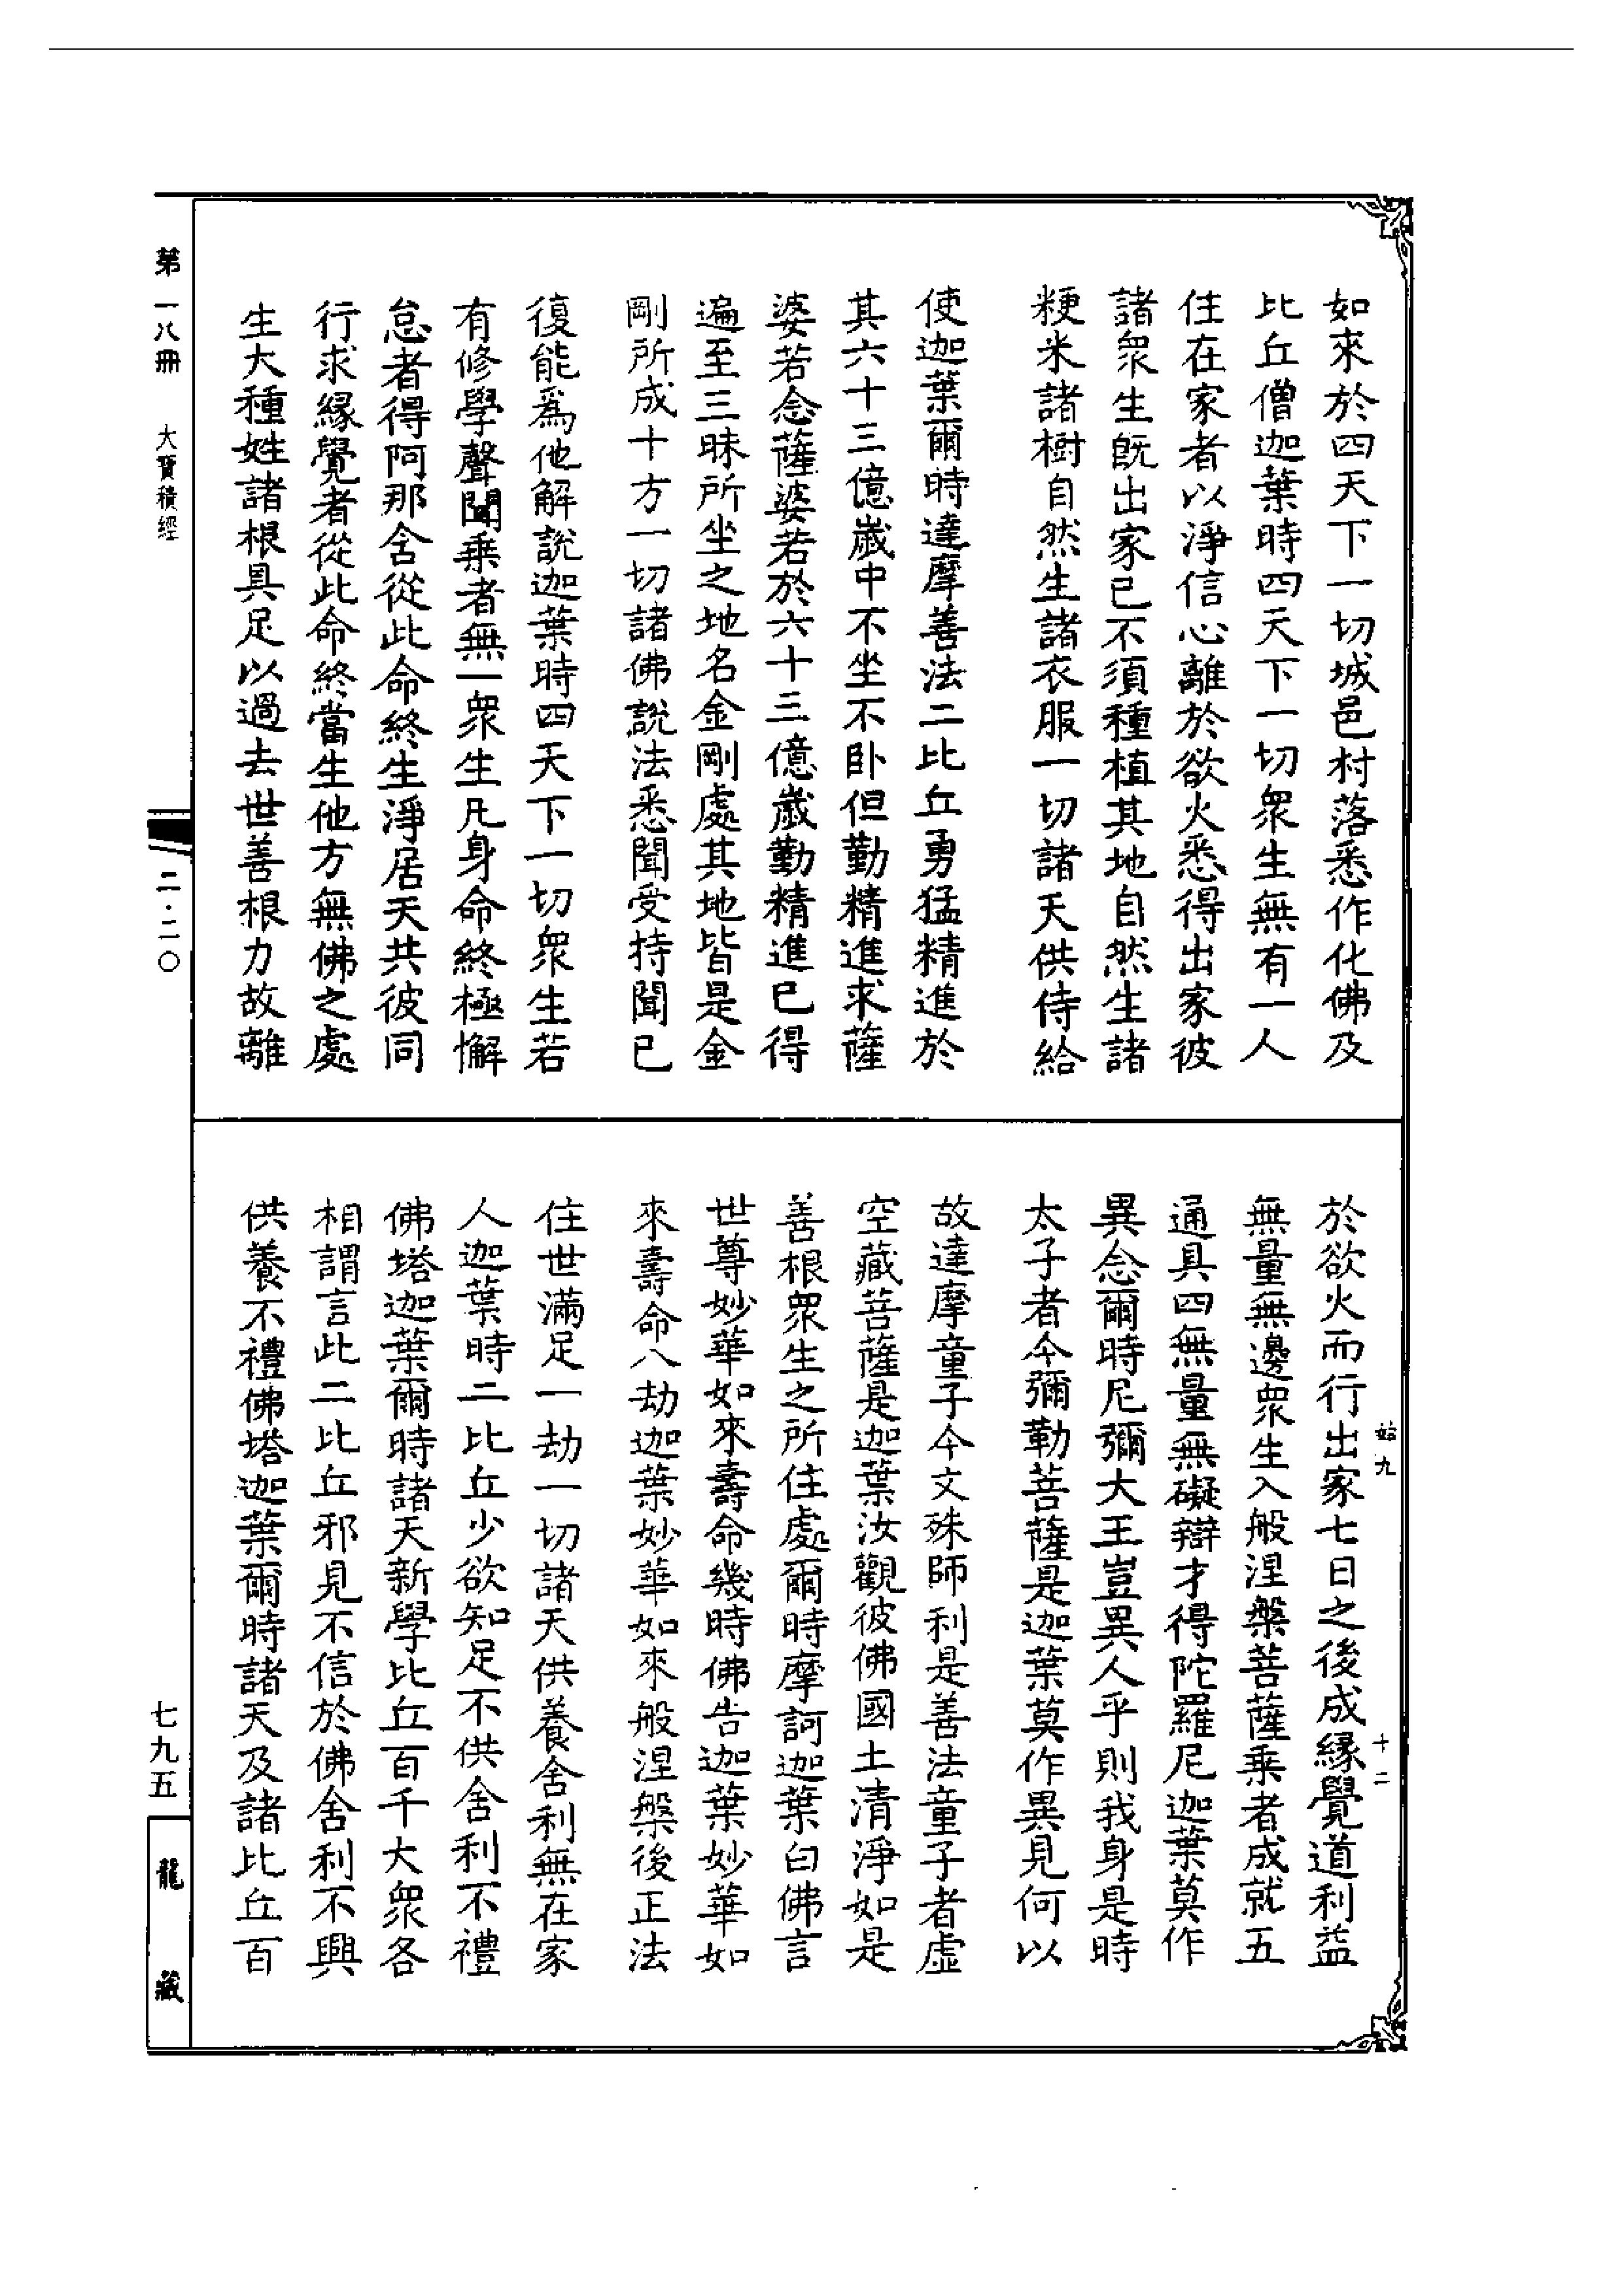 如來於四天下一切城邑村落悉作化佛及
比丘僧迦葉時四天下一切衆生無有一人
住在家者以淨信心離於欲火悉得出家彼
諸衆生旣出家已不須種植其地自然生諸
粳米諸樹自然生諸衣服一切諸天供侍給
使迦葉爾時達摩善法二比丘勇猛精進於
其六十三億歲中不坐不卧但勤精進求薩
婆若念薩婆若於六十三億歲勤精進已得
遍至三昧所坐之地名金剛處其地皆是金
剛所成十方一切諸佛說法悉聞受持聞已
復能爲他解說迦葉時四天下一切衆生若
有修學聲聞乘者無一衆生凡身命終極懈
怠者得阿那含從此命終生淨居天共彼同
行求緣覺者從此命終當生他方無佛之處
生大種姓諸根具足以過去世善根力故離
於欲火而行出家七日之後成緣覺道利益
無量無邊衆生入般涅槃菩薩乘者成就五
通具四無量無礙辯才得陀羅尼迦葉莫作
異念爾時尼彌大王豈異人乎則我身是時
太子者今彌勒菩薩是迦葉莫作異見何以
故達摩童子今文殊師利是善法童子者虛
空藏菩薩是迦葉汝觀彼佛國土清淨如是
善根衆生之所住處爾時摩訶迦葉白佛言
世尊妙華如來壽命幾時佛告迦葉妙華如
來壽命八劫迦葉妙華如來般涅槃後正法
住世滿足一劫一切諸天供養舍利無在家
人迦葉時二比丘少欲知足不供舍利不禮
佛塔迦葉爾時諸天新學比丘百千大衆各
相謂言此二比丘邪見不信於佛舍利不興
供養不禮佛塔迦葉爾時諸天及諸比丘百
始九
十二
第一八冊
大寶積經
二·二〇
七九五
龍藏